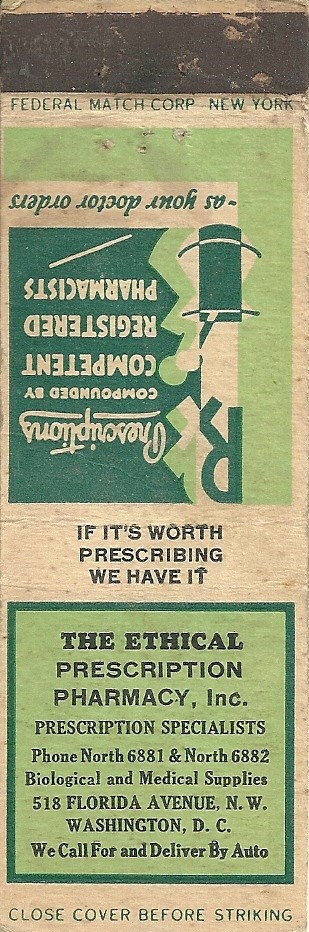 FEDERAL MATCH CORP NEW YORK
Rx
Prescriptions
COMPOUNDED BY
COMPETENT
REGISTERED
PHARMACISTS
- as your doctor orders
IF IT'S WORTH
PRESCRIBING
WE HAVE IT
THE ETHICAL
PRESCRIPTION
PHARMACY, Inc.
PRESCRIPTION SPECIALISTS
Phone North 6881 & North 6882
Biological and Medical Supplies
518 FLORIDA AVENUE, N. W.
WASHINGTON, D. C.
We Call For and Deliver By Auto
CLOSE COVER BEFORE STRIKING